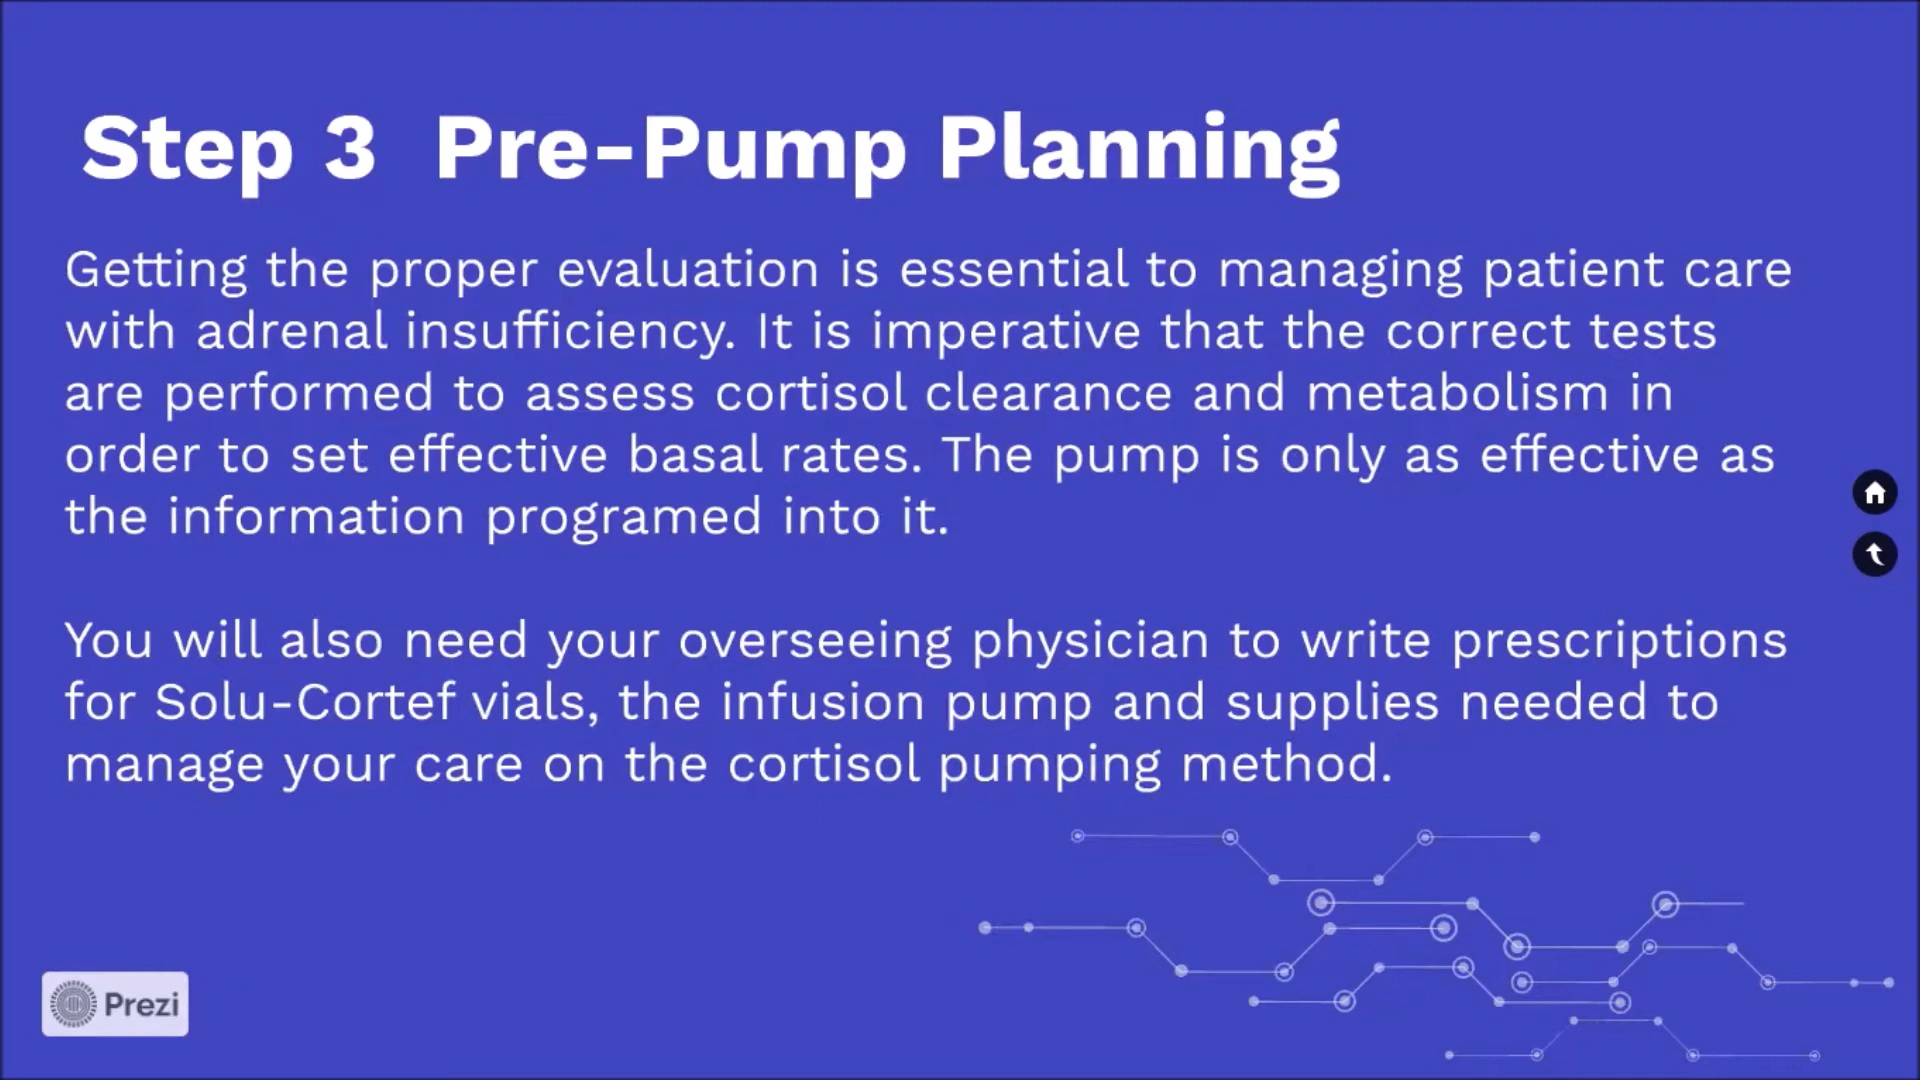 Step 3 Pre-Pump Planning
Getting the proper evaluation is essential to managing patient care
with adrenal insufficiency. It is imperative that the correct tests
are performed to assess cortisol clearance and metabolism in
order to set effective basal rates. The pump is only as effective as
the information programed into it.
You will also need your overseeing physician to write prescriptions
for Solu-Cortef vials, the infusion pump and supplies needed to
manage your care on the cortisol pumping method.
Prezi